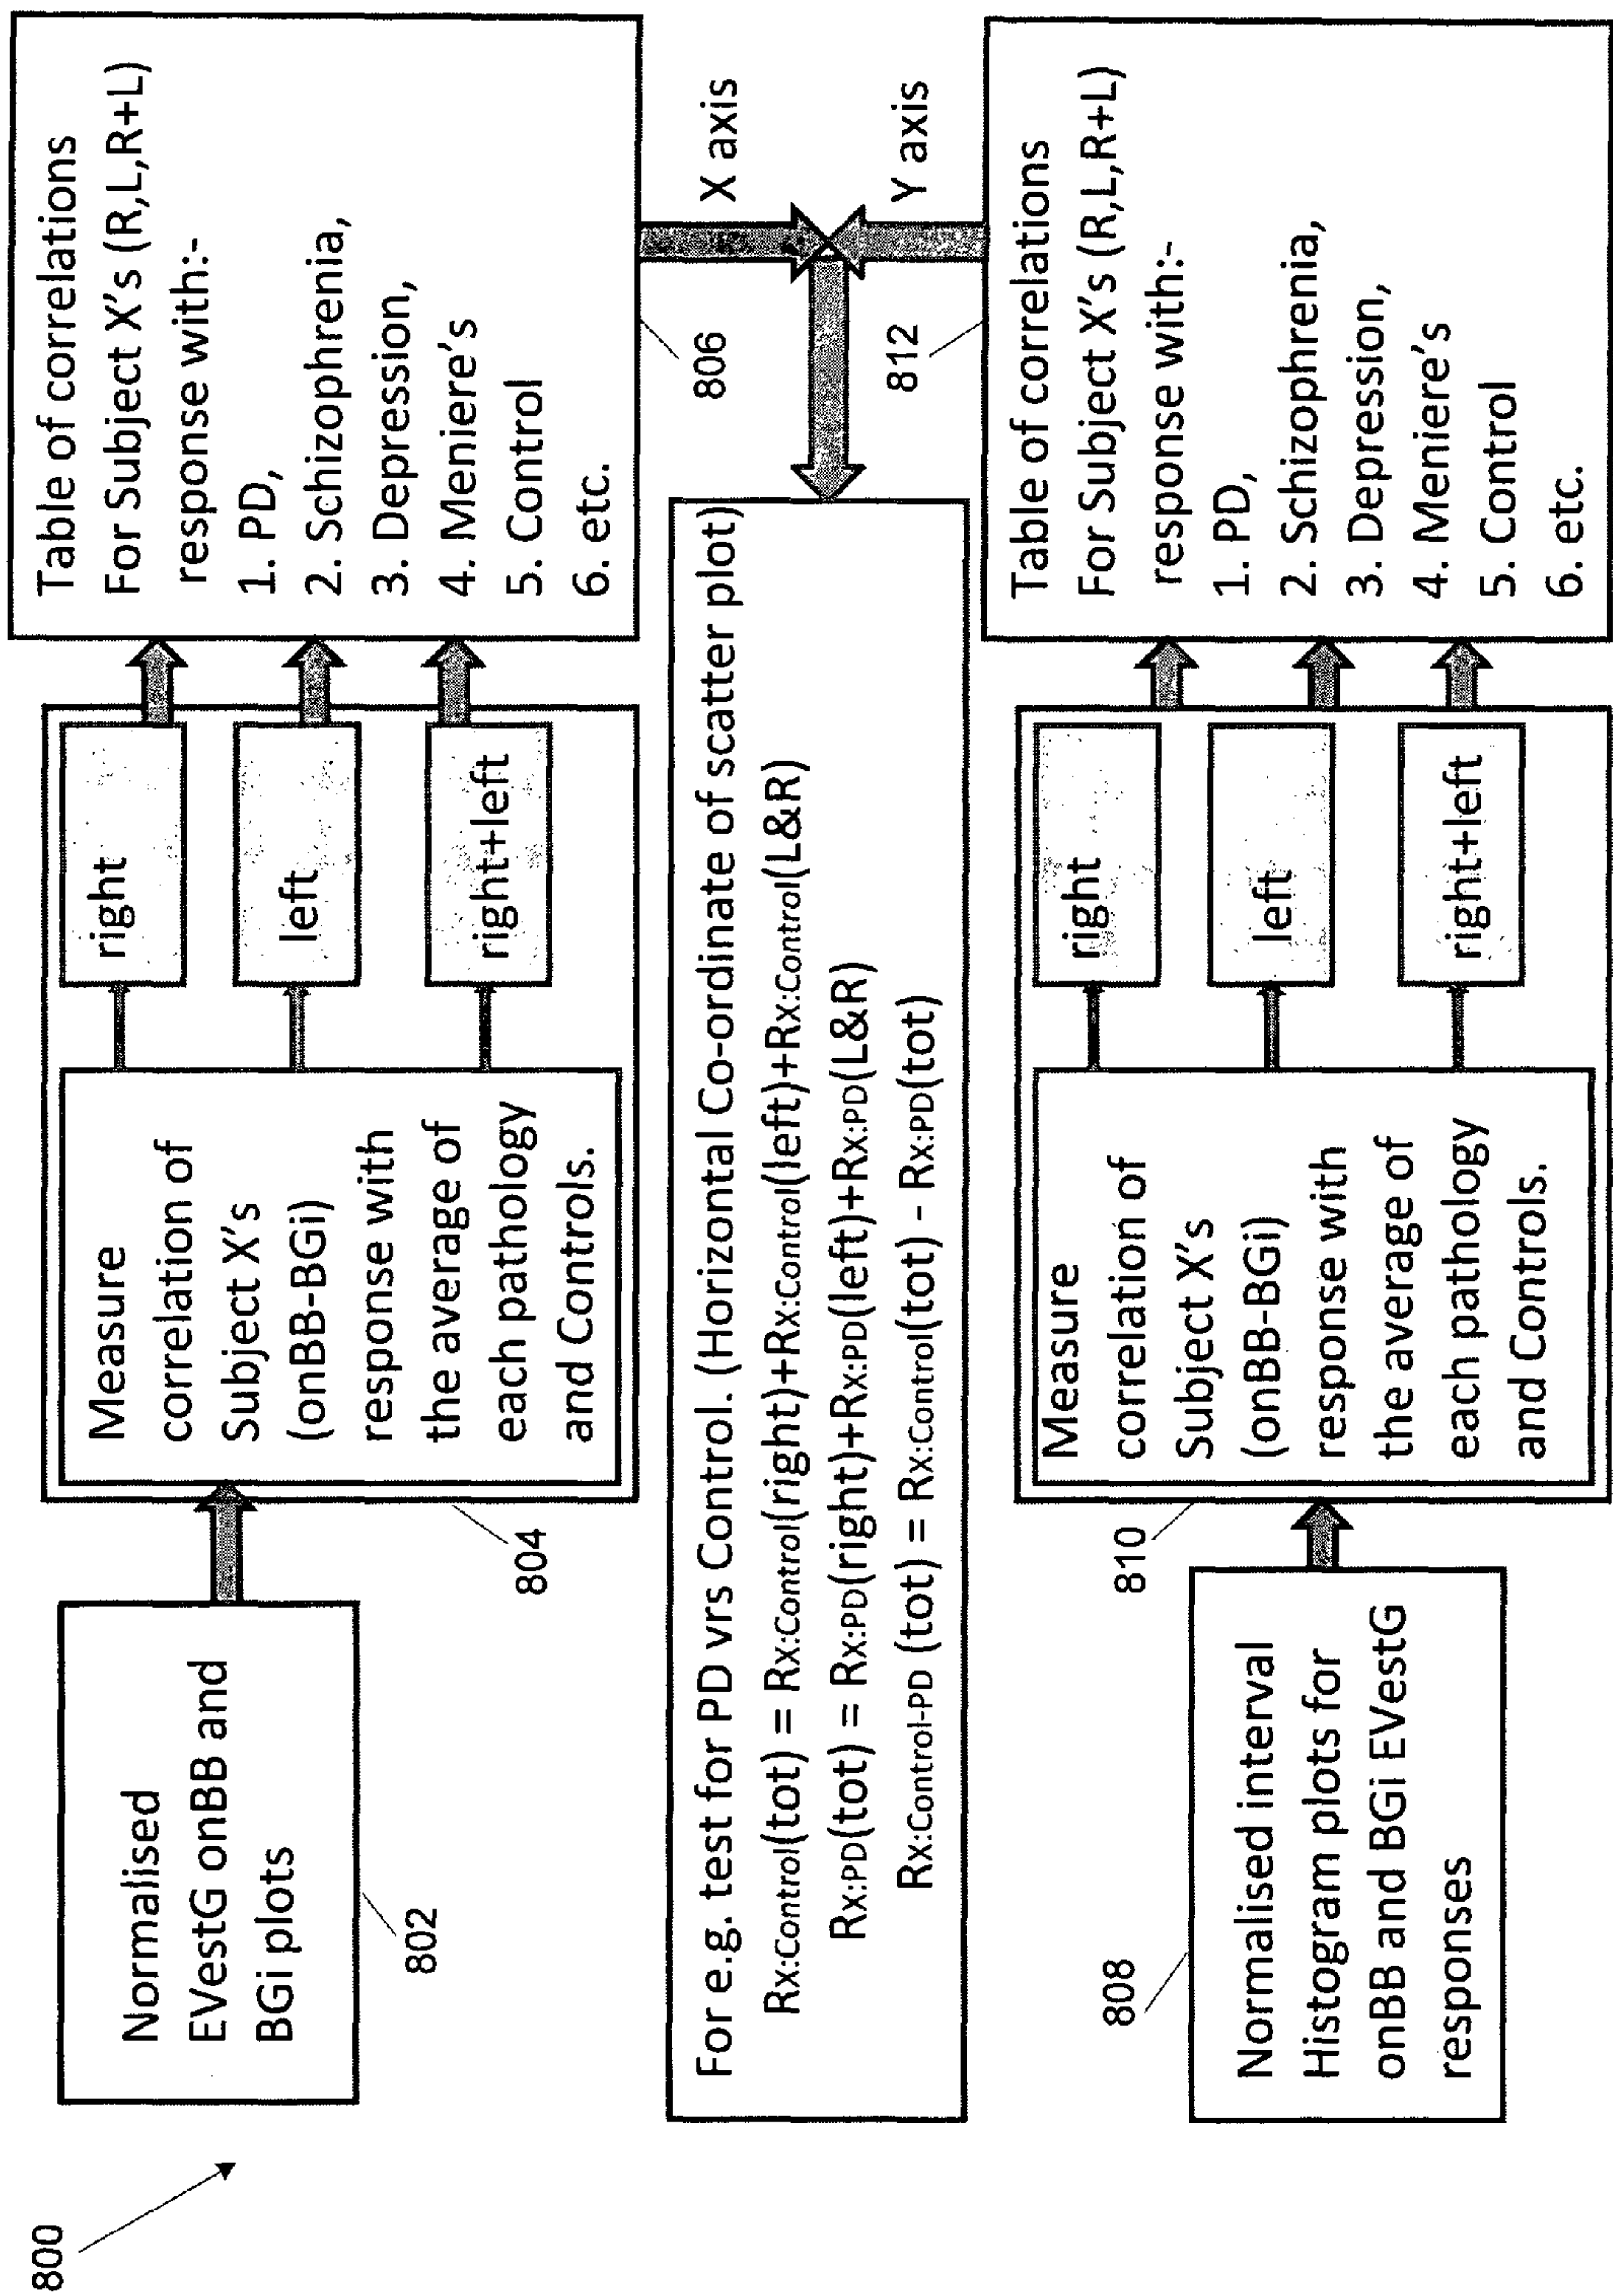 800
Normalised
EVestG onBB and
BGi plots
802
Measure
correlation of
Subject X's
(onBB-BGi)
response with
the average of
each pathology
and Controls.
804
right
left
right+left
Table of correlations
For Subject X's (R,L,R+L)
response with:-
1. PD,
2. Schizophrenia,
3. Depression,
4. Meniere's
5. Control
6. etc.
806
X axis
Y axis
For e.g. test for PD vrs Control. (Horizontal Co-ordinate of scatter plot)
Rx:Control(tot) = Rx:Control(right)+Rx:Control(left)+Rx:Control(L&R)
Rx:PD(tot) = Rx:PD(right)+Rx:PD(left)+Rx:PD(L&R)
Rx:Control-PD (tot) = Rx:Control(tot) - Rx:PD(tot)
808
Normalised interval
Histogram plots for
onBB and BGi EVestG
responses
810
Measure
correlation of
Subject X's
(onBB-BGi)
response with
the average of
each pathology
and Controls.
right
left
right+left
812
Table of correlations
For Subject X's (R,L,R+L)
response with:-
1. PD,
2. Schizophrenia,
3. Depression,
4. Meniere's
5. Control
6. etc.